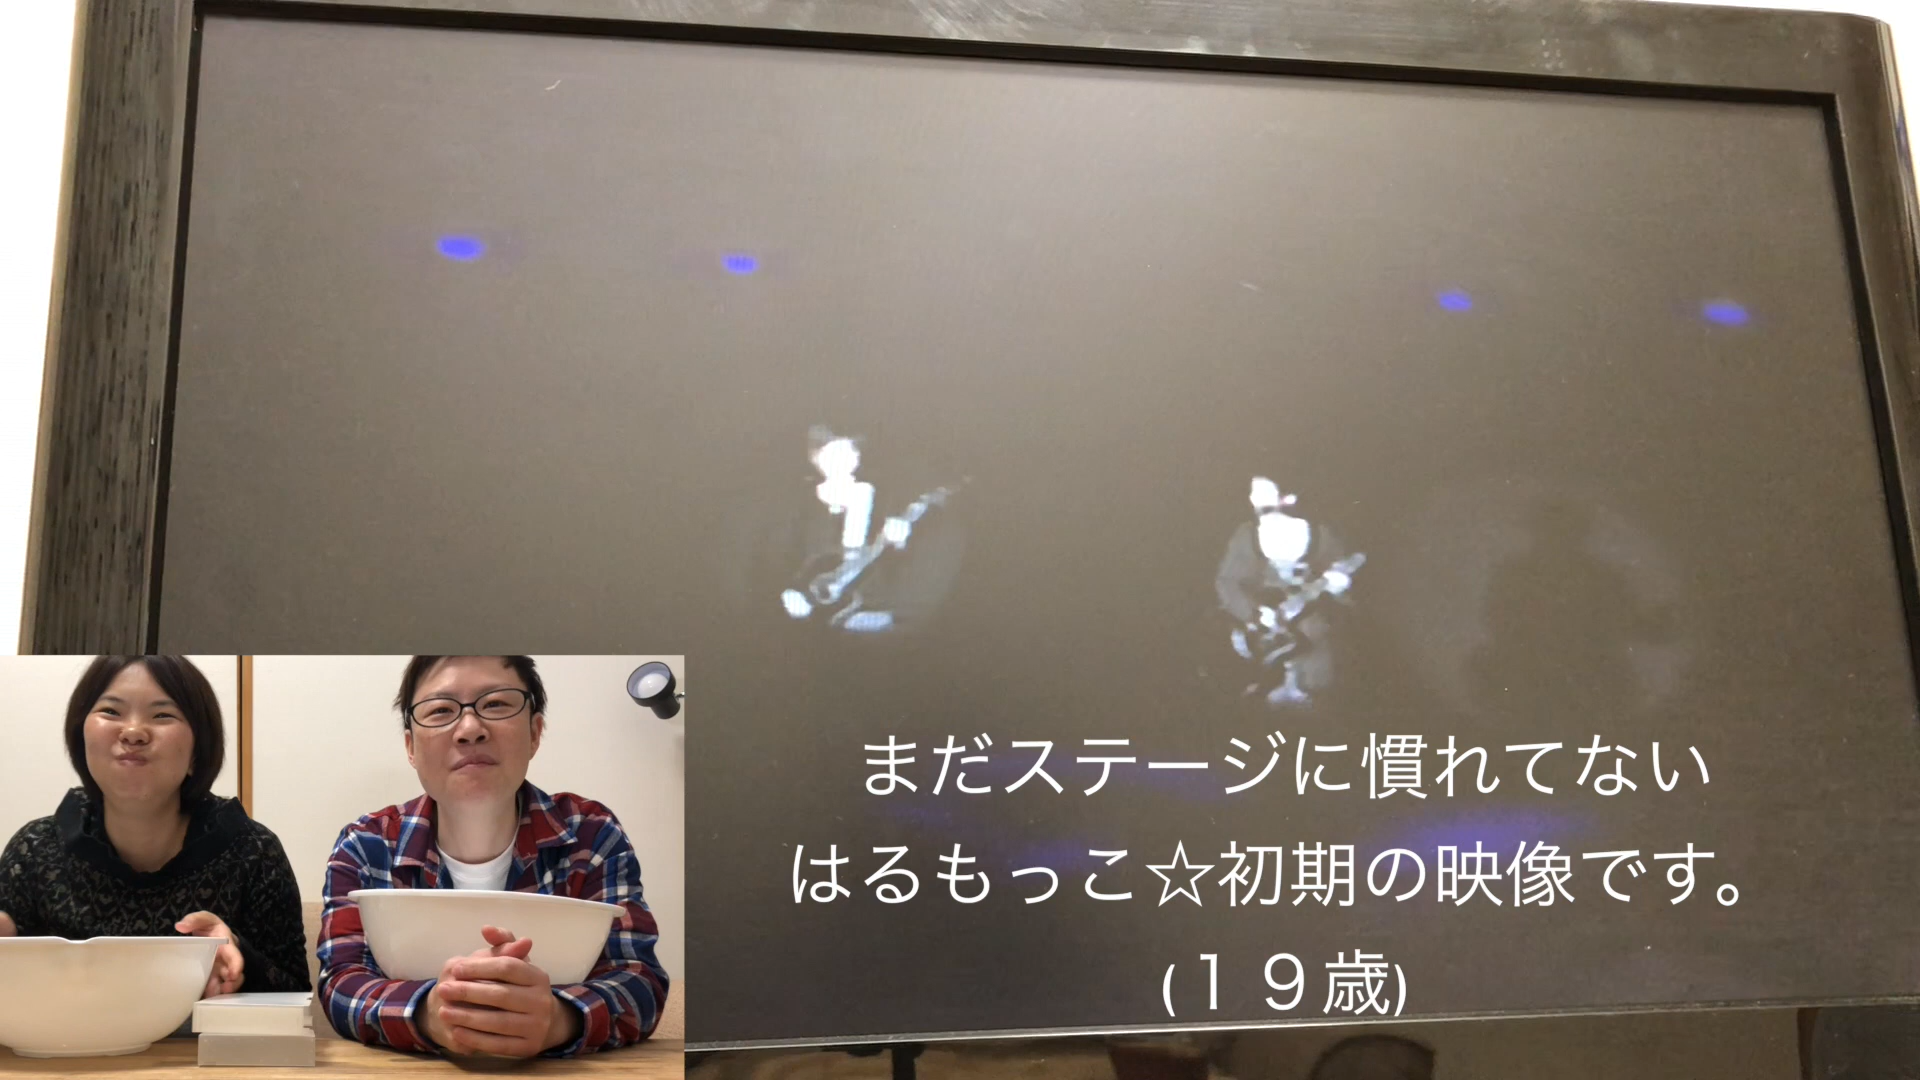 まだステージに慣れてない
はるもっこ☆初期の映像です。
(１９歳)